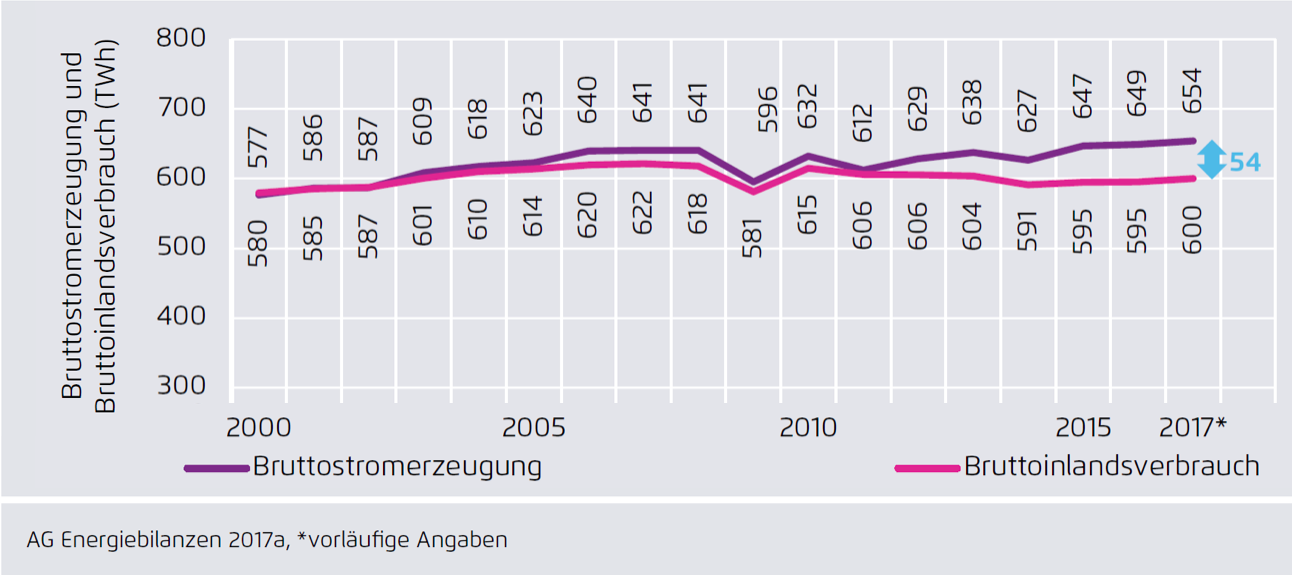 Bruttostromerzeugung und
Bruttoinlandsverbrauch (TWh)
800
700
600
500
400
300
577 586 587 609 618 623 640 641 641 596 632 612 629 638 627 647 649 654
54
580 585 587 601 610 614 620 622 618 581 615 606 606 604 591 595 595 600
2000 2005 2010 2015 2017*
Bruttostromerzeugung Bruttoinlandsverbrauch
AG Energiebilanzen 2017a, *vorläufige Angaben